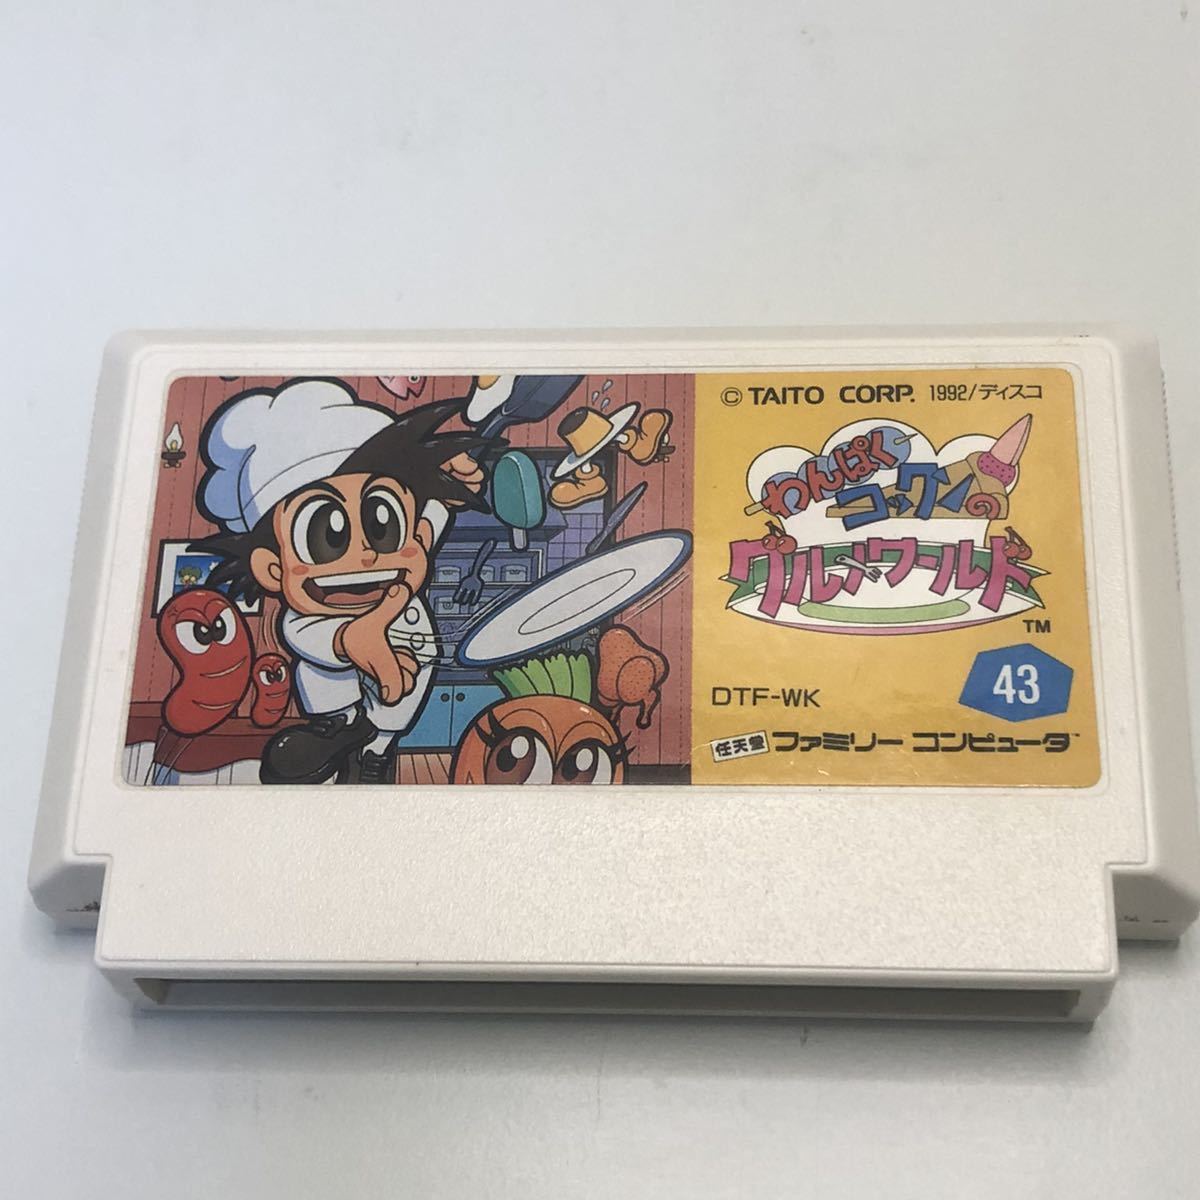 © TAITO CORP. 1992/ディスコ
わんぱく
コックンの
グルメワールド
TM
43
DTF-WK
任天堂 ファミリー コンピュータ™